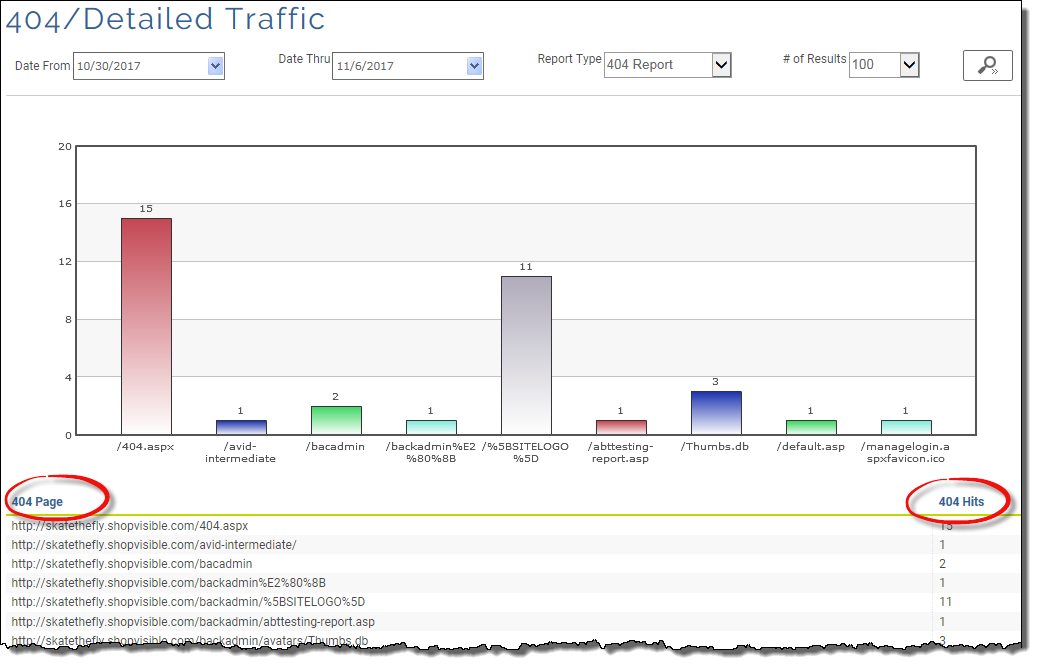 404/Detailed Traffic
Date From 10/30/2017 Date Thru 11/6/2017 Report Type 404 Report # of Results 100
20
16
12
8
4
0
15
1
2
1
11
1
3
1
1
/404.aspx
/avid-
intermediate
/bacadmin
/backadmin%E2
%80%8B
/%5BSITELOGO
%5D
/abttesting-
report.asp
/Thumbs.db
/default.asp
/managelogin.a
spxfavicon.ico
404 Page 404 Hits
http://skatethefly.shopvisible.com/404.aspx 15
http://skatethefly.shopvisible.com/avid-intermediate/ 1
http://skatethefly.shopvisible.com/bacadmin 2
http://skatethefly.shopvisible.com/backadmin%E2%80%8B 1
http://skatethefly.shopvisible.com/backadmin/%5BSITELOGO%5D 11
http://skatethefly.shopvisible.com/backadmin/abttesting-report.asp 1
http://skatethefly.shopvisible.com/backadmin/avatars/Thumbs.db 3